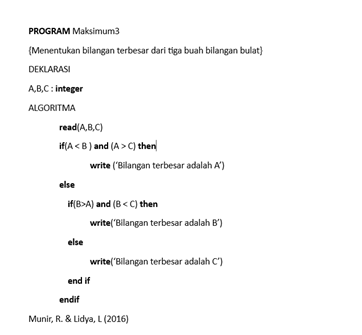 PROGRAM Maksimum3
{Menentukan bilangan terbesar dari tiga buah bilangan bulat}
DEKLARASI
A,B,C : integer
ALGORITMA
read(A,B,C)
if(A < B ) and (A > C) then
write ('Bilangan terbesar adalah A')
else
if(B>A) and (B < C) then
write('Bilangan terbesar adalah B')
else
write('Bilangan terbesar adalah C')
end if
endif
Munir, R. & Lidya, L (2016)